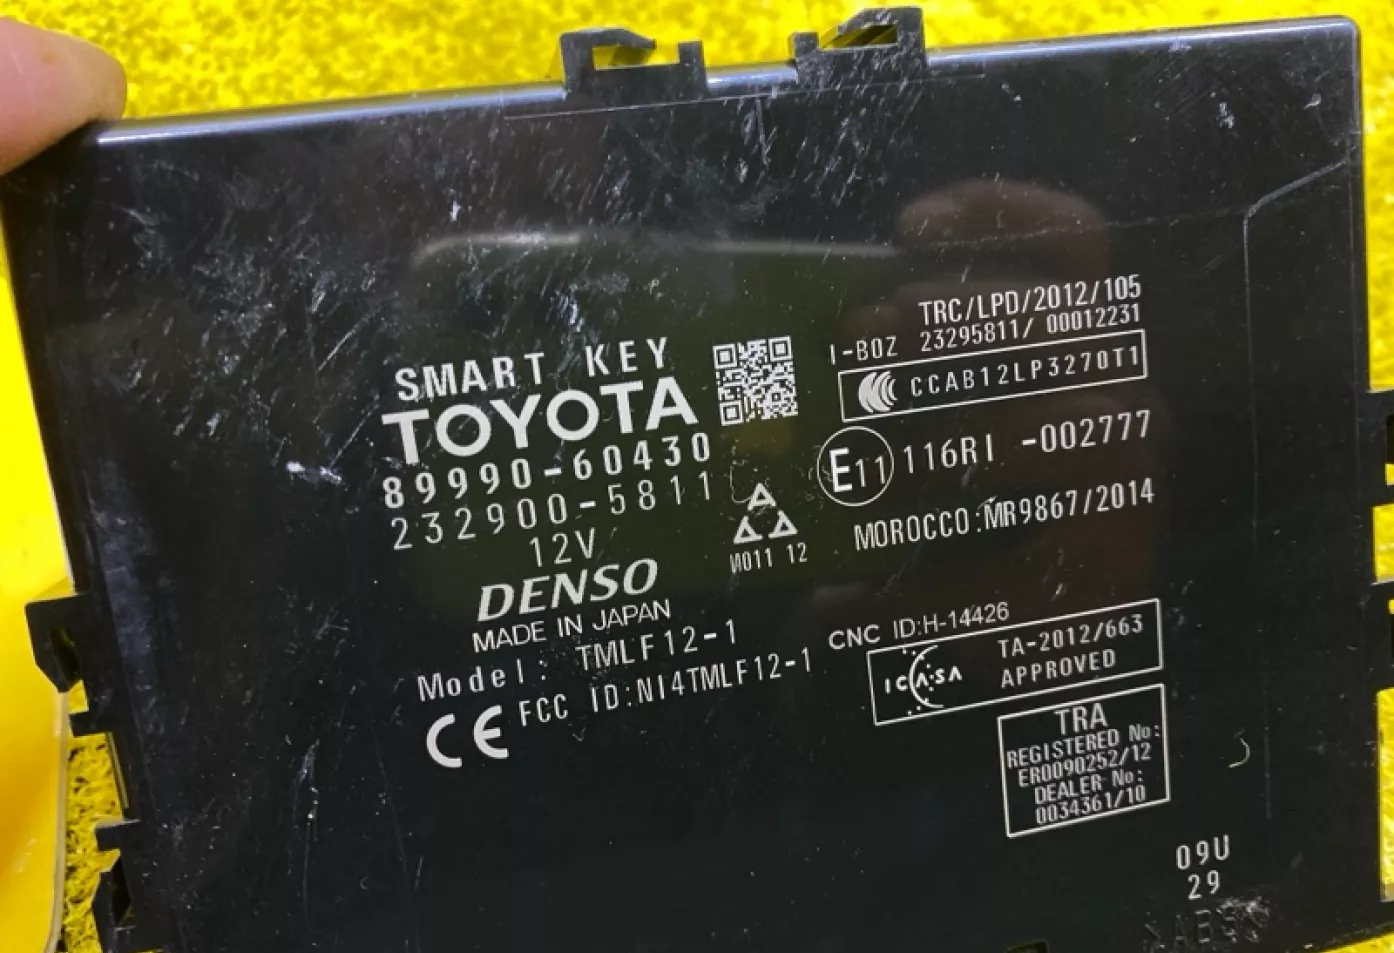 SMART KEY
TOYOTA
89990-60430
232900-5811
12V
DENSO
MADE IN JAPAN
Model: TMLF12-1
FCC ID:NI4TMLF12-1
CE
N011 12
TRC/LPD/2012/105
I-BOZ 23295811/ 00012231
CCAB12LP3270T1
E11 116RI -002777
MOROCCO:MR9867/2014
CNC ID:H-14426
ICASA TA-2012/663
APPROVED
TRA
REGISTERED No:
ER0090252/12
DEALER No:
0034361/10
09U
29